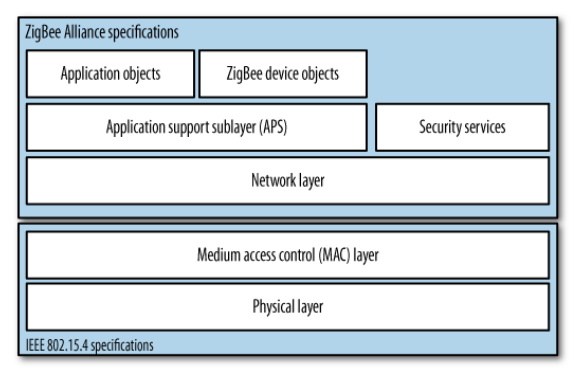 ZigBee Alliance specifications
Application objects
ZigBee device objects
Application support sublayer (APS)
Security services
Network layer
Medium access control (MAC) layer
Physical layer
IEEE 802.15.4 specifications